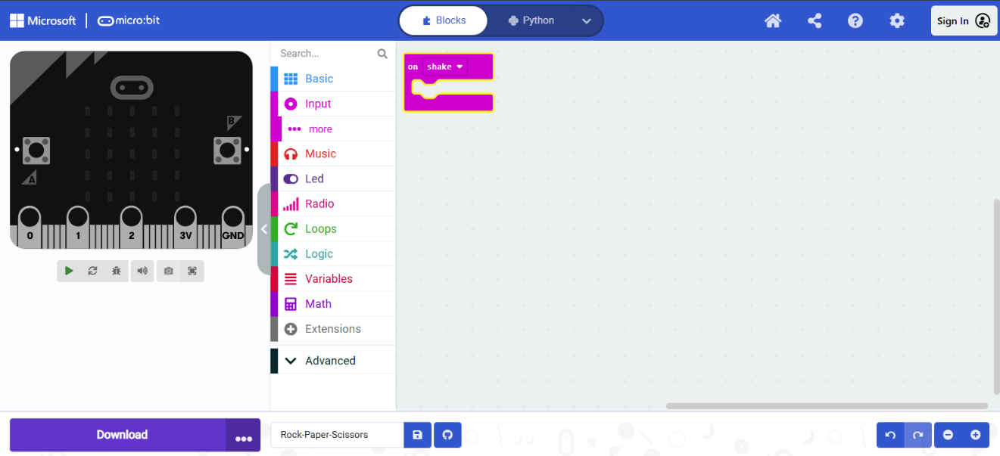 Microsoft micro:bit Blocks Python Sign In
Search...
Basic
Input
more
Music
Led
Radio
Loops
Logic
Variables
Math
Extensions
Advanced
B
A
0 1 2 3V GND
on shake
Download
Rock-Paper-Scissors